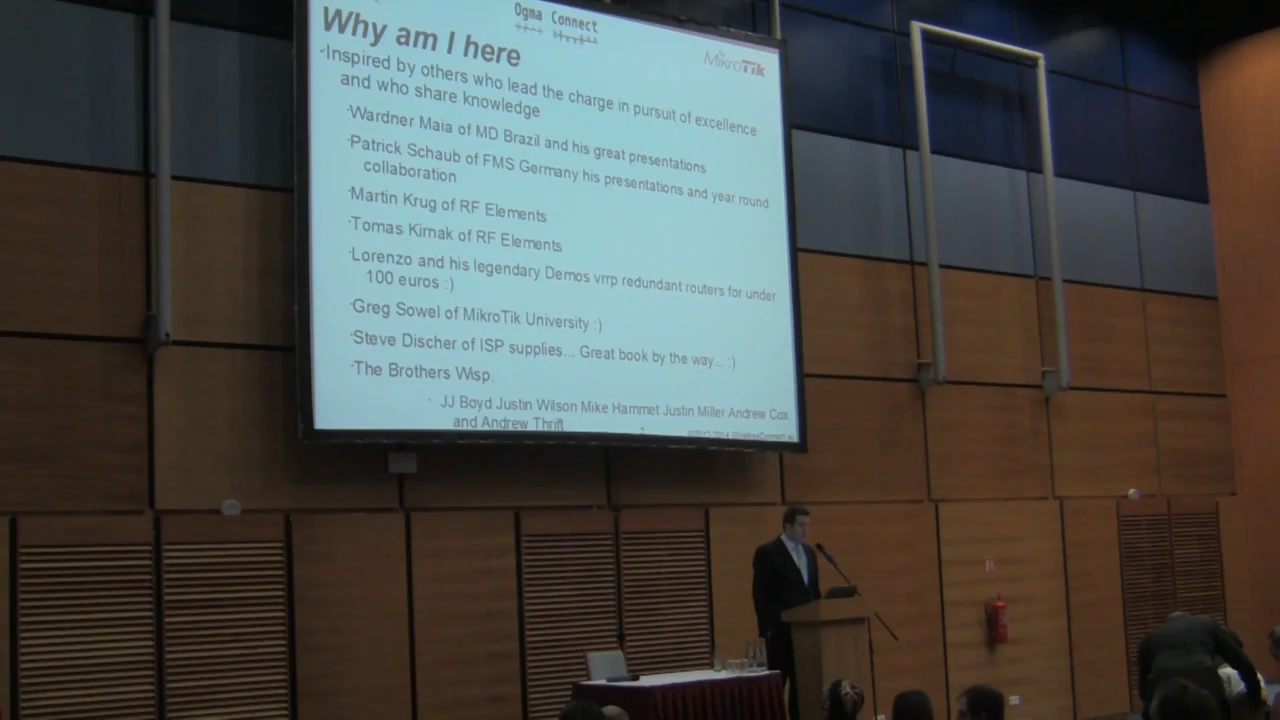 Ogma Connect
Why am I here
MikroTik
Inspired by others who lead the charge in pursuit of excellence
and who share knowledge
Wardner Maia of MD Brazil and his great presentations
Patrick Schaub of FMS Germany his presentations and year round
collaboration
Martin Krug of RF Elements
Tomas Kirnak of RF Elements
Lorenzo and his legendary Demos vrrp redundant routers for under
100 euros :)
Greg Sowel of MikroTik University :)
Steve Discher of ISP supplies... Great book by the way... :)
The Brothers Wisp.
JJ Boyd Justin Wilson Mike Hammet Justin Miller Andrew Cox
and Andrew Thrift